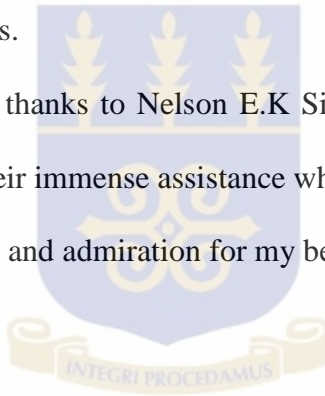 s.
thanks to Nelson E.K Si
eir immense assistance wh
and admiration for my be
INTEGRI PROCEDAMUS